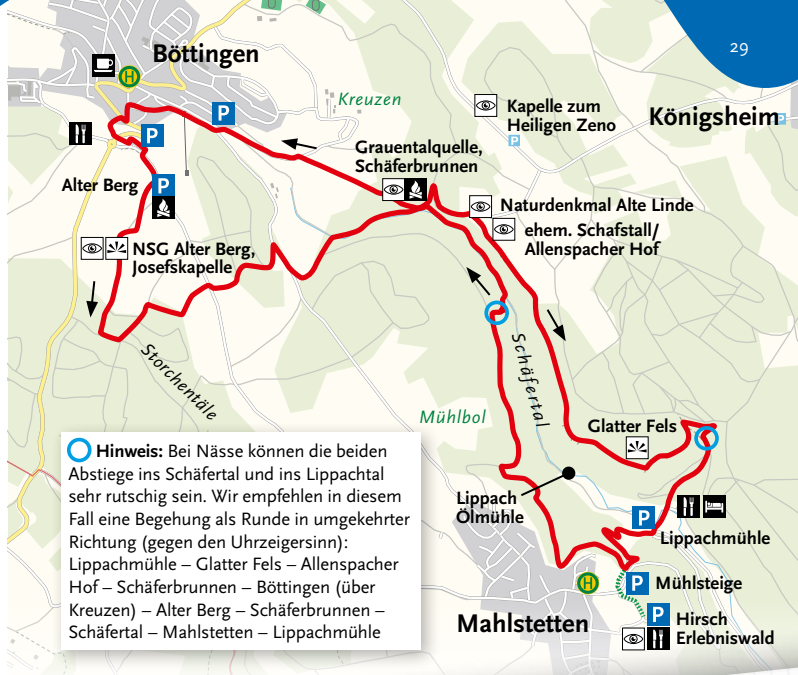 29
Böttingen
H
P
Kreuzen
Kapelle zum
Heiligen Zeno
P
Königsheim
P
P
Grauentalquelle,
Schäferbrunnen
Alter Berg
P
Naturdenkmal Alte Linde
ehem. Schafstall/
Allenspacher Hof
NSG Alter Berg,
Josefskapelle
Storchentäle
Schäfertal
Mühlbol
Glatter Fels
Hinweis: Bei Nässe können die beiden
Abstiege ins Schäfertal und ins Lippachtal
sehr rutschig sein. Wir empfehlen in diesem
Fall eine Begehung als Runde in umgekehrter
Richtung (gegen den Uhrzeigersinn):
Lippachmühle – Glatter Fels – Allenspacher
Hof – Schäferbrunnen – Böttingen (über
Kreuzen) – Alter Berg – Schäferbrunnen –
Schäfertal – Mahlstetten – Lippachmühle
Lippach
Ölmühle
P
Lippachmühle
H
P
Mühlsteige
Mahlstetten
P
Hirsch
Erlebniswald